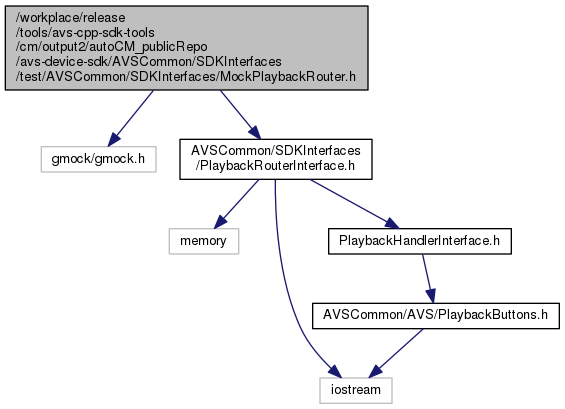 /workplace/release
/tools/avs-cpp-sdk-tools
/cm/output2/autoCM_publicRepo
/avs-device-sdk/AVSCommon/SDKInterfaces
/test/AVSCommon/SDKInterfaces/MockPlaybackRouter.h
gmock/gmock.h
AVSCommon/SDKInterfaces
/PlaybackRouterInterface.h
memory
PlaybackHandlerInterface.h
AVSCommon/AVS/PlaybackButtons.h
iostream